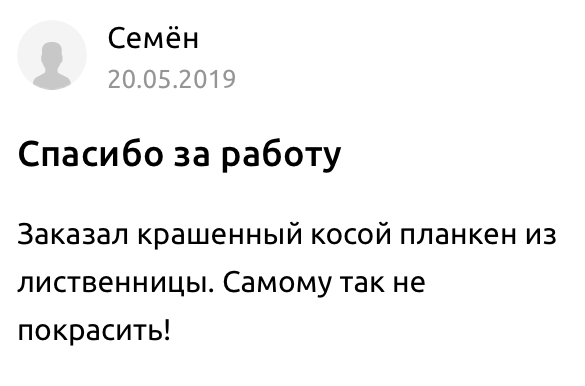 Семён
20.05.2019
Спасибо за работу
Заказал крашенный косой планкен из
лиственницы. Самому так не
покрасить!